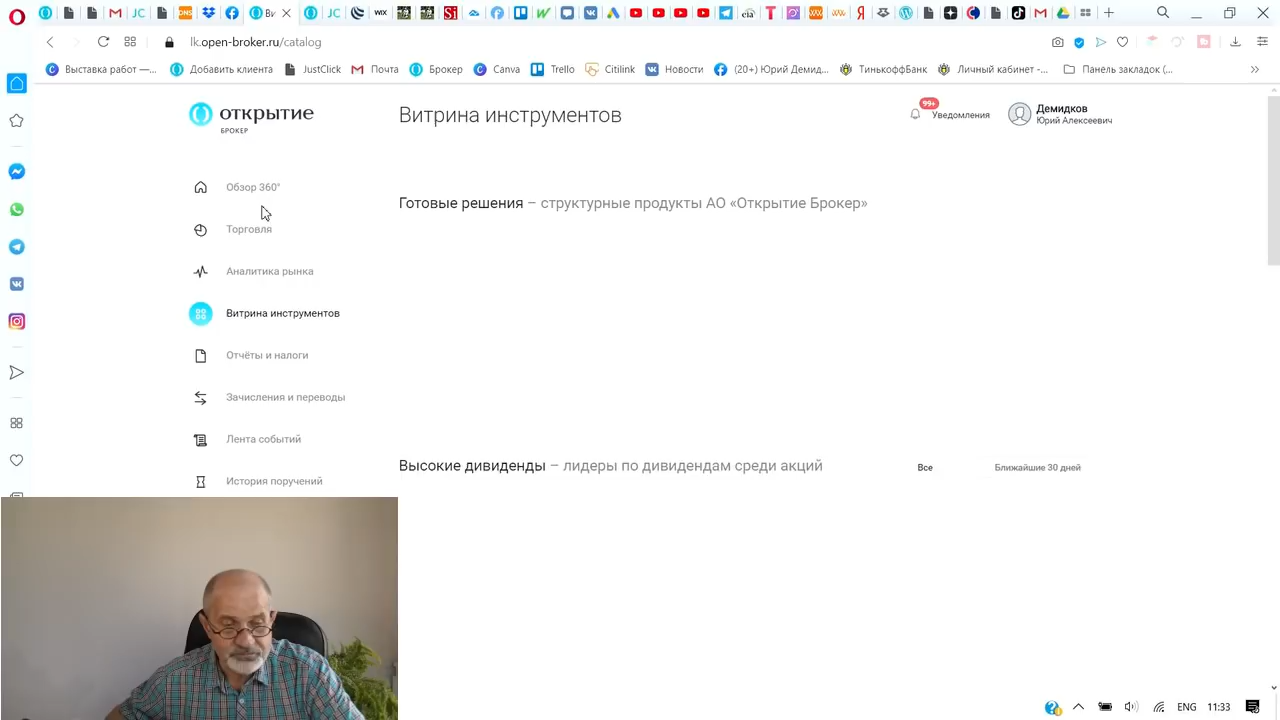 Откры
lk.open-broker.ru/catalog
Выставка работ —...
Добавить клиента
JustClick
Почта
Брокер
Canva
Trello
Citilink
Новости
(20+) Юрий Демид...
ТинькоффБанк
Личный кабинет -...
Панель закладок (...
открытие
БРОКЕР
Витрина инструментов
99+
Уведомления
Демидков
Юрий Алексеевич
Обзор 360°
Торговля
Аналитика рынка
Витрина инструментов
Отчёты и налоги
Зачисления и переводы
Лента событий
История поручений
Готовые решения – структурные продукты АО «Открытие Брокер»
Высокие дивиденды – лидеры по дивидендам среди акций
Все
Ближайшие 30 дней
ENG
11:33